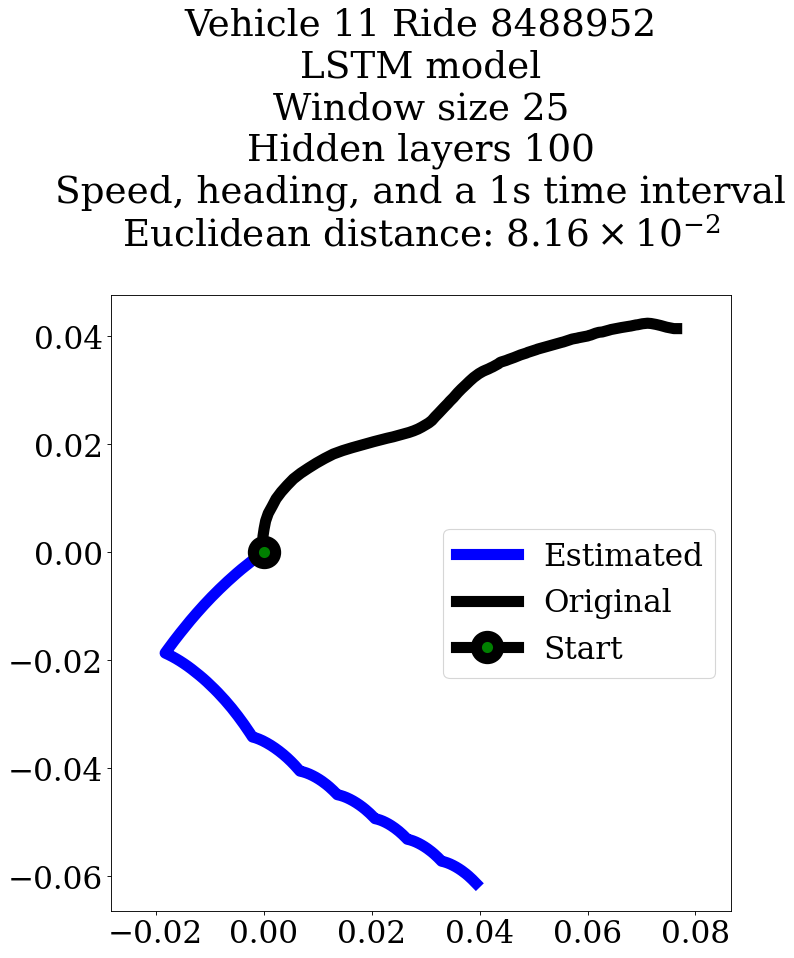 Vehicle 11 Ride 8488952
LSTM model
Window size 25
Hidden layers 100
Speed, heading, and a 1s time interval
Euclidean distance: 8.16 × 10⁻²
0.04
0.02
0.00
−0.02
−0.04
−0.06
Estimated
Original
Start
−0.02 0.00 0.02 0.04 0.06 0.08